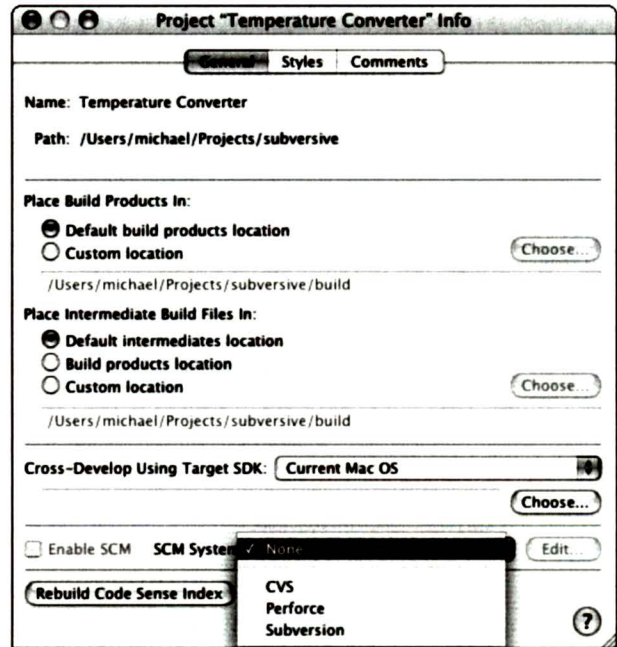 Project "Temperature Converter" Info
General Styles Comments
Name: Temperature Converter
Path: /Users/michael/Projects/subversive
Place Build Products In:
Default build products location
Custom location
Choose...
/Users/michael/Projects/subversive/build
Place Intermediate Build Files In:
Default intermediates location
Build products location
Custom location
Choose...
/Users/michael/Projects/subversive/build
Cross-Develop Using Target SDK: Current Mac OS
Choose...
Enable SCM SCM System ✓ None Edit...
CVS
Perforce
Subversion
Rebuild Code Sense Index
?